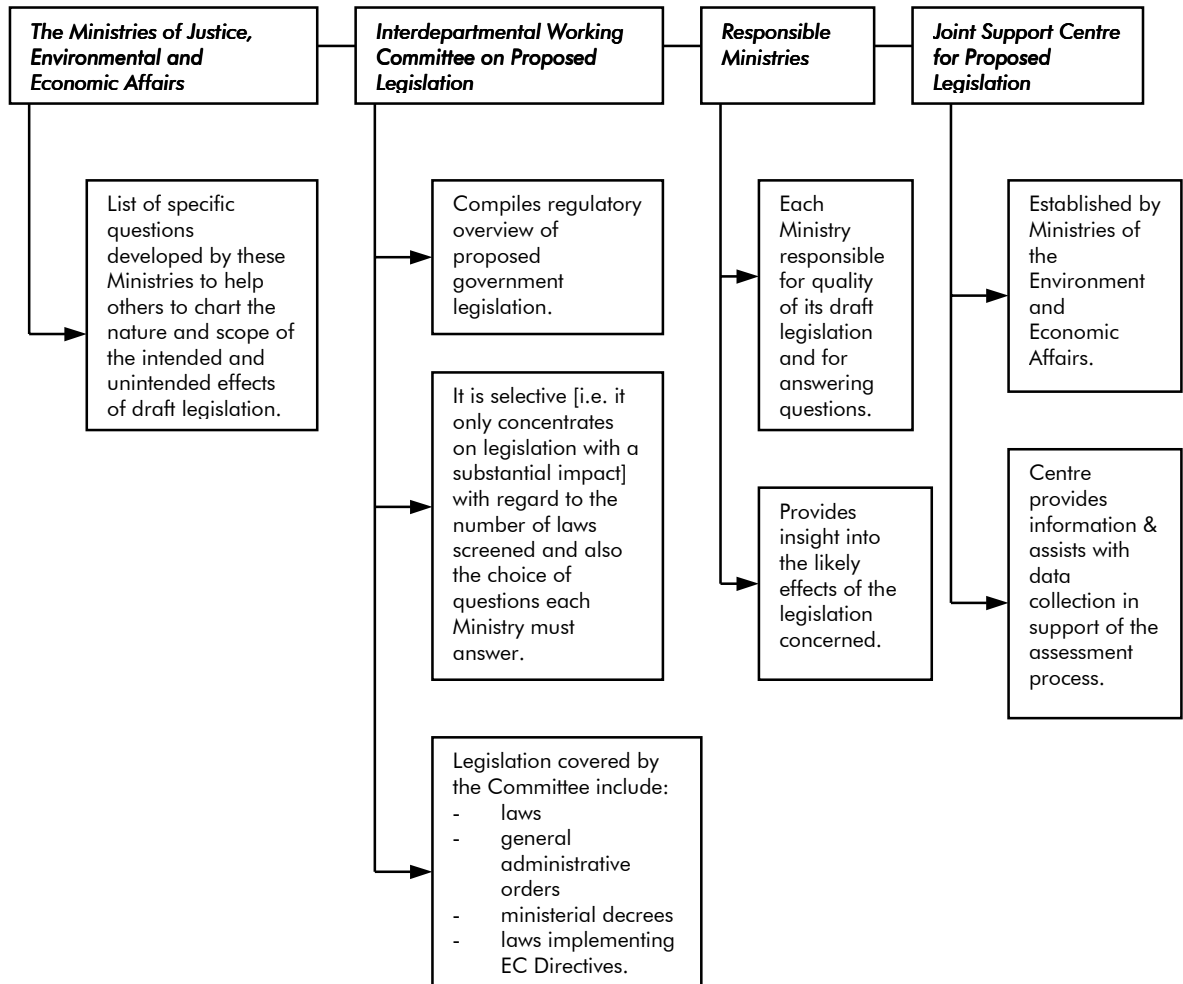 The Ministries of Justice,
Environmental and
Economic Affairs
Interdepartmental Working
Committee on Proposed
Legislation
Responsible
Ministries
Joint Support Centre
for Proposed
Legislation
List of specific
questions
developed by these
Ministries to help
others to chart the
nature and scope of
the intended and
unintended effects
of draft legislation.
Compiles regulatory
overview of
proposed
government
legislation.
It is selective [i.e. it
only concentrates
on legislation with a
substantial impact]
with regard to the
number of laws
screened and also
the choice of
questions each
Ministry must
answer.
Legislation covered by
the Committee include:
- laws
- general
administrative
orders
- ministerial decrees
- laws implementing
EC Directives.
Each
Ministry
responsible
for quality
of its draft
legislation
and for
answering
questions.
Provides
insight into
the likely
effects of the
legislation
concerned.
Established by
Ministries of
the
Environment
and
Economic
Affairs.
Centre
provides
information &
assists with
data
collection in
support of the
assessment
process.